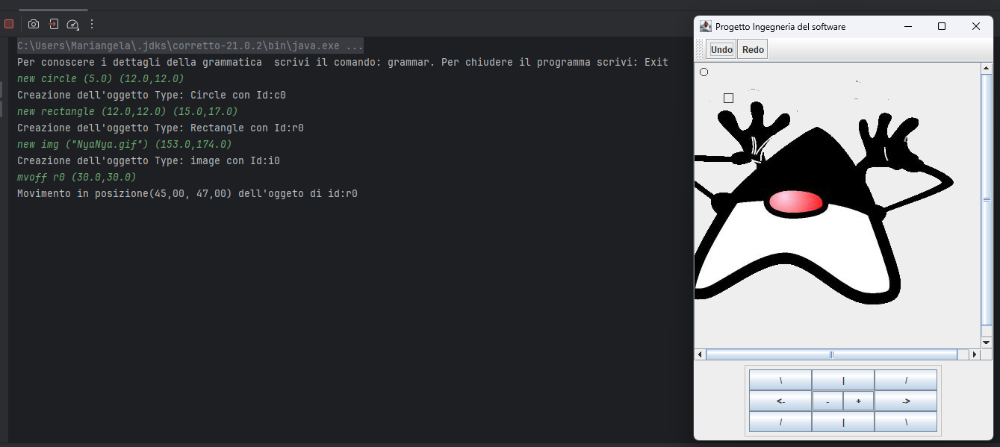 C:\Users\Mariangela\.jdks\corretto-21.0.2\bin\java.exe ...
Per conoscere i dettagli della grammatica  scrivi il comando: grammar. Per chiudere il programma scrivi: Exit
new circle (5.0) (12.0,12.0)
Creazione dell'oggetto Type: Circle con Id:c0
new rectangle (12.0,12.0) (15.0,17.0)
Creazione dell'oggetto Type: Rectangle con Id:r0
new img ("NyaNya.gif") (153.0,174.0)
Creazione dell'oggetto Type: image con Id:i0
mvoff r0 (30.0,30.0)
Movimento in posizione(45,00, 47,00) dell'oggeto di id:r0
Progetto Ingegneria del software
Undo Redo
\ | /
<- - + ->
/ | \